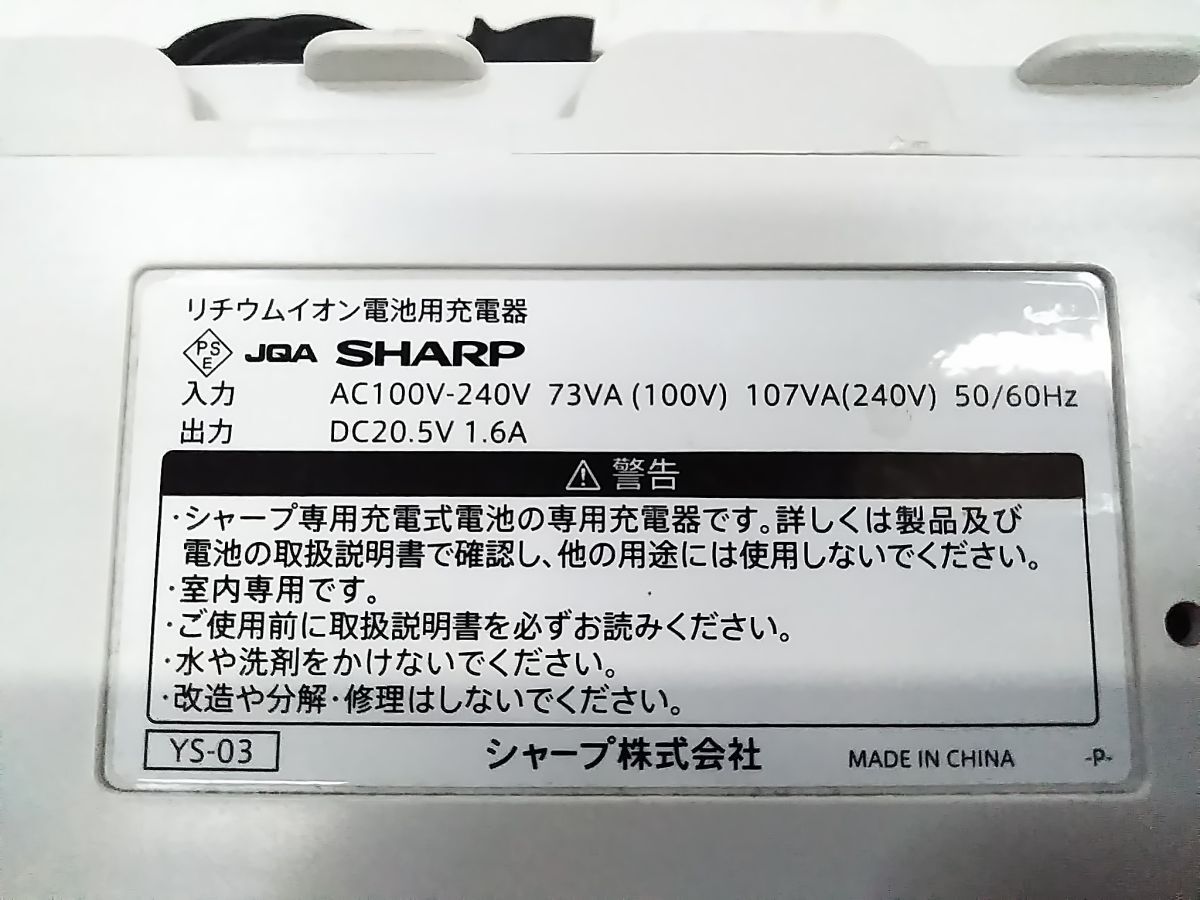 リチウムイオン電池用充電器
PSE JQA SHARP
入力 AC100V-240V 73VA (100V) 107VA(240V) 50/60Hz
出力 DC20.5V 1.6A
⚠ 警告
・シャープ専用充電式電池の専用充電器です。詳しくは製品及び
電池の取扱説明書で確認し、他の用途には使用しないでください。
・室内専用です。
・ご使用前に取扱説明書を必ずお読みください。
・水や洗剤をかけないでください。
・改造や分解・修理はしないでください。
YS-03 シャープ株式会社 MADE IN CHINA -P-